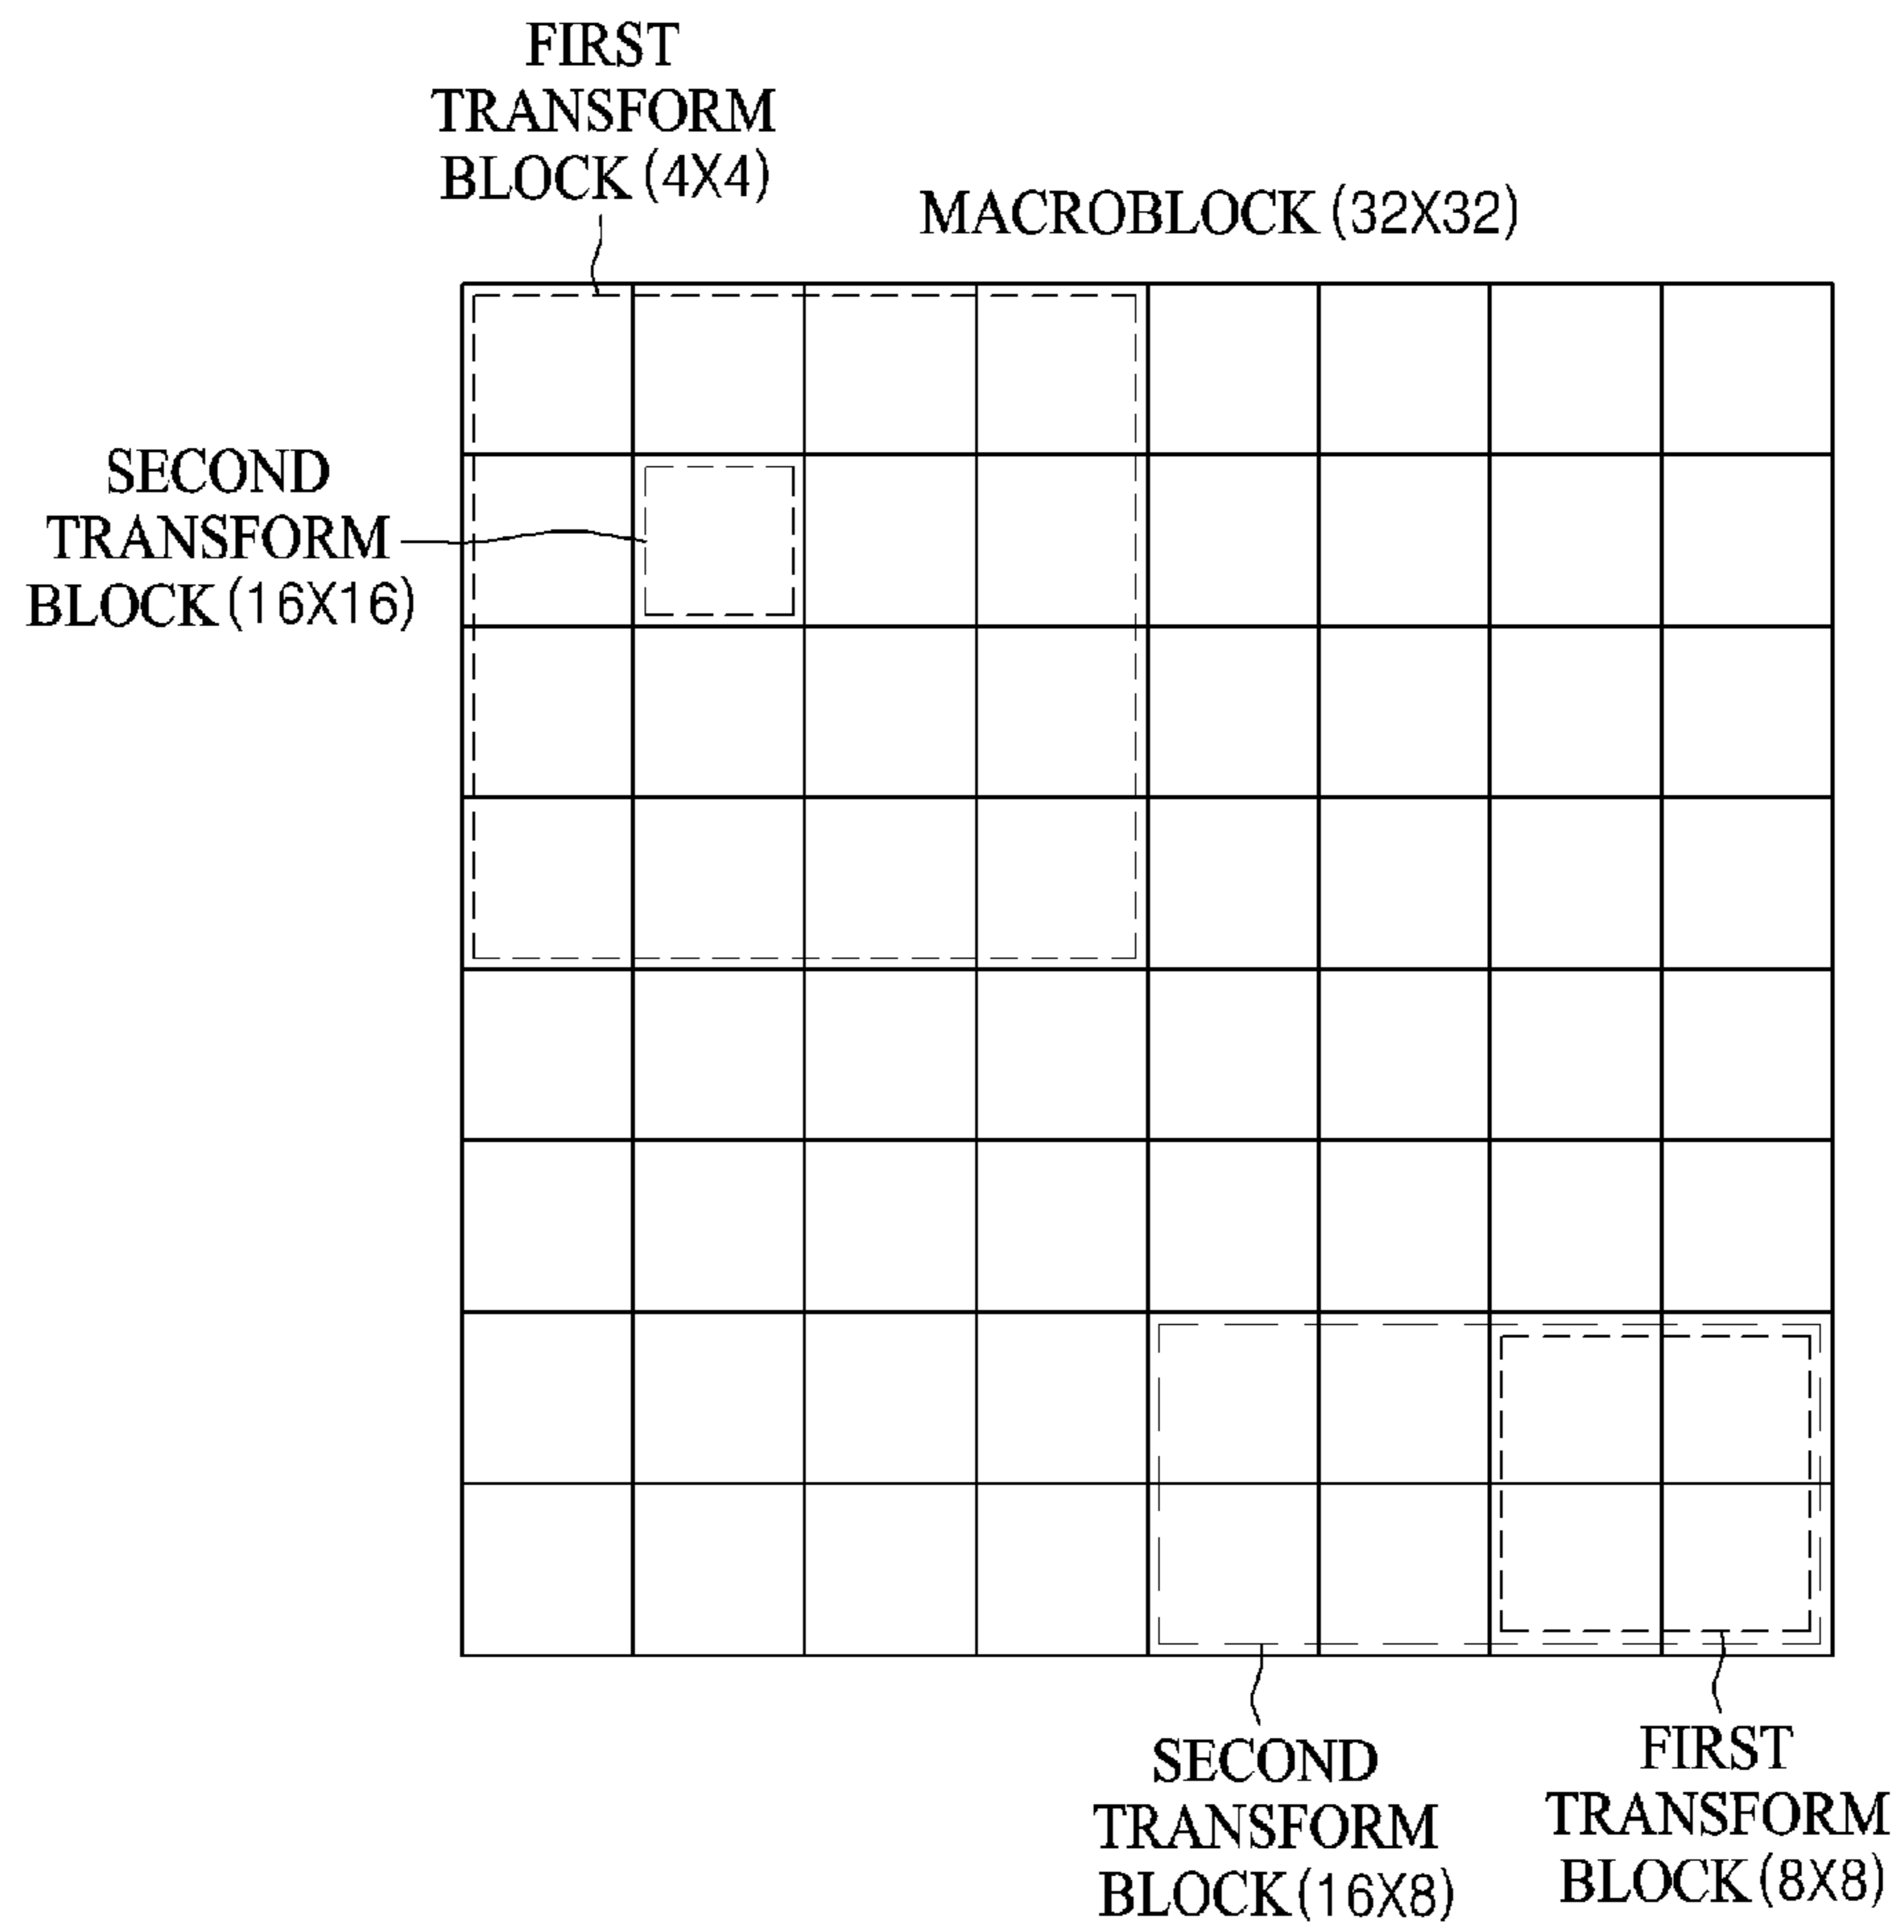 FIRST
TRANSFORM
BLOCK (4X4)
MACROBLOCK (32X32)
SECOND
TRANSFORM
BLOCK (16X16)
SECOND
TRANSFORM
BLOCK (16X8)
FIRST
TRANSFORM
BLOCK (8X8)